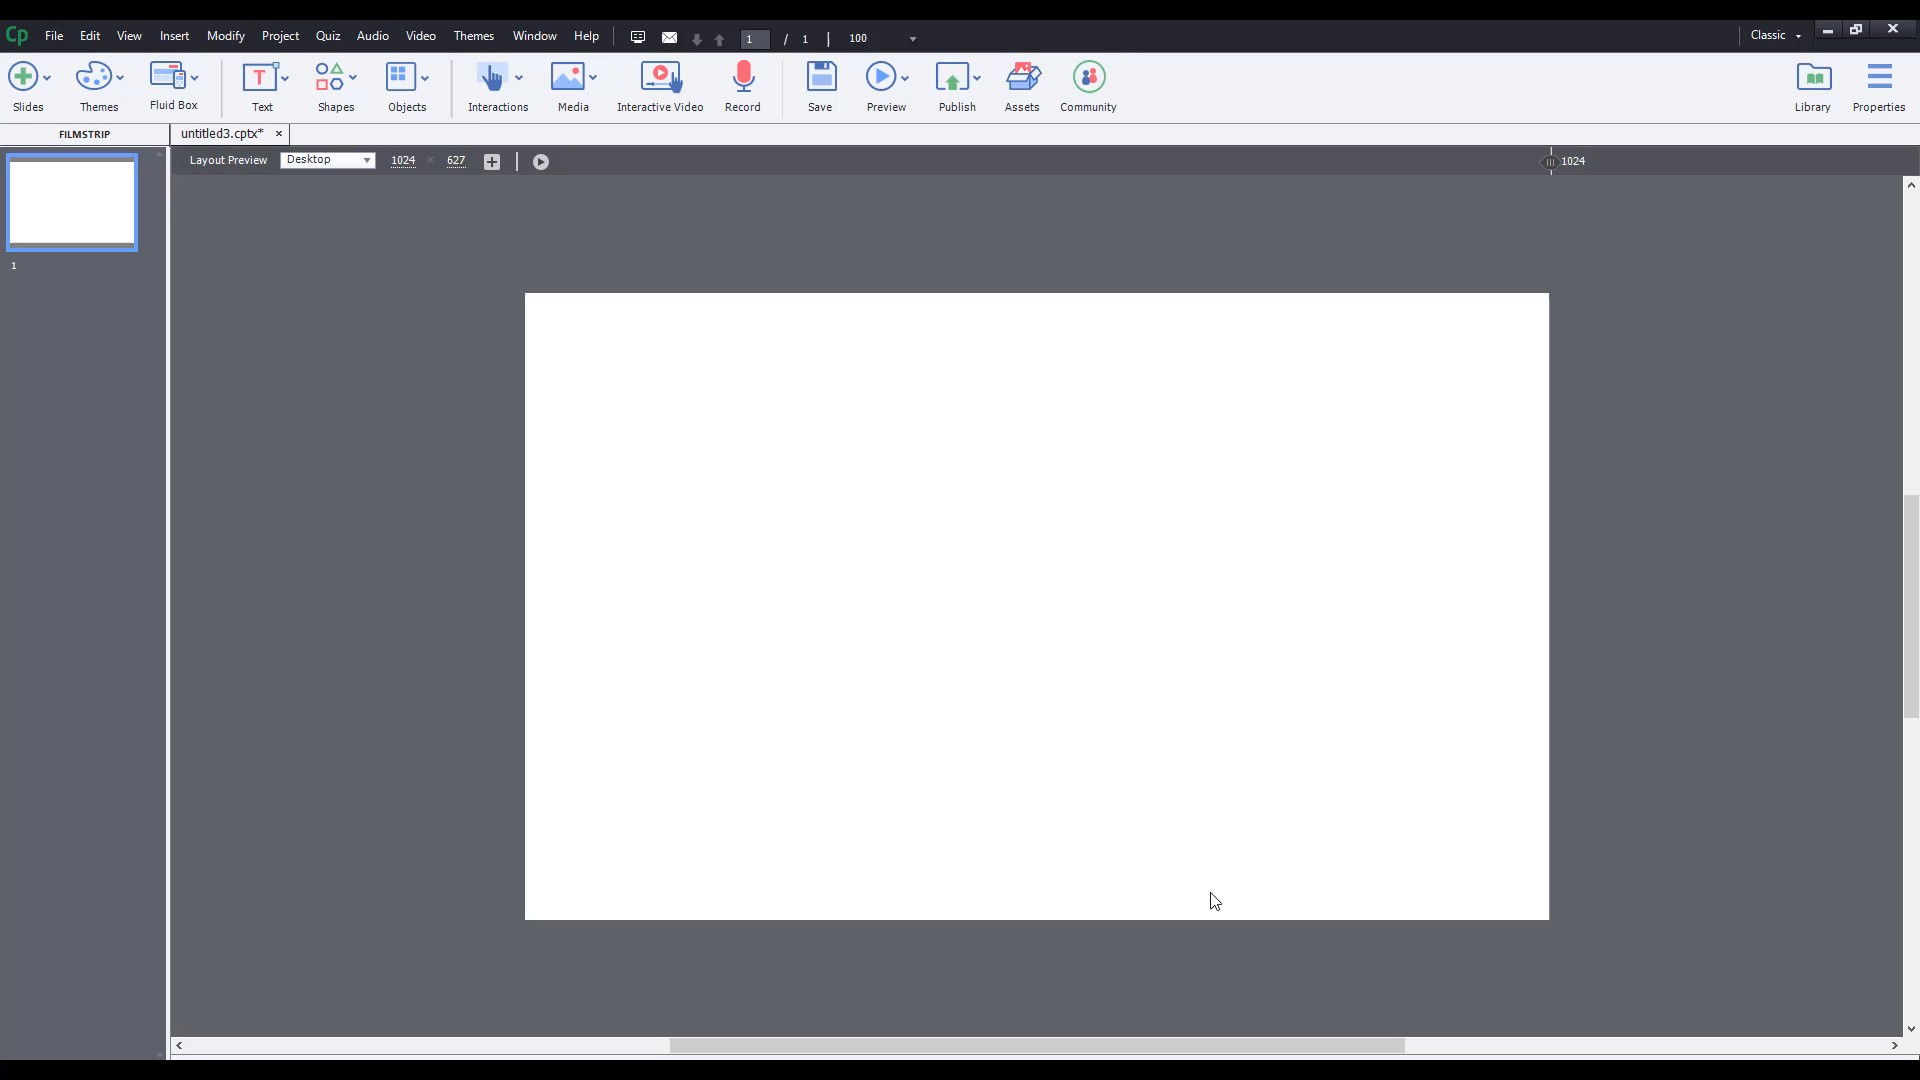 Cp File Edit View Insert Modify Project Quiz Audio Video Themes Window Help 1 / 1 | 100 Classic
Slides Themes Fluid Box Text Shapes Objects Interactions Media Interactive Video Record Save Preview Publish Assets Community Library Properties
FILMSTRIP untitled3.cptx* ×
Layout Preview Desktop 1024 × 627 1024
1